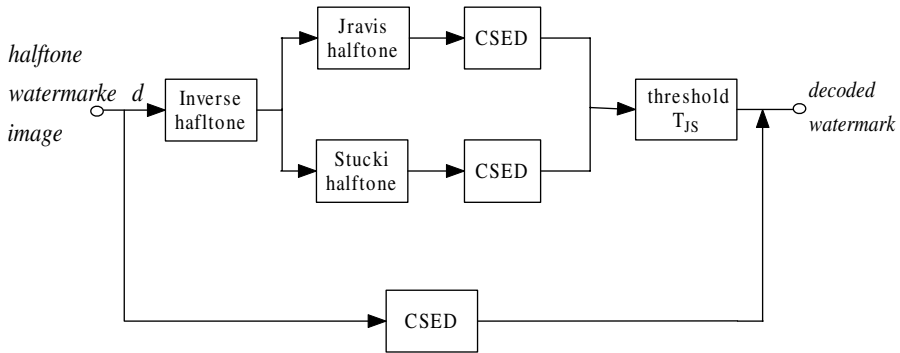 halftone
watermarke d
image
Inverse
hafltone
Jravis
halftone
CSED
Stucki
halftone
CSED
threshold
TJS
decoded
watermark
CSED